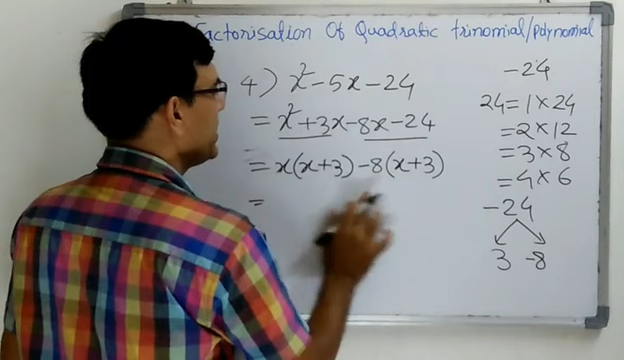 Factorisation Of Quadratic trinomial/polynomial
4) x² - 5x - 24
= x² + 3x - 8x - 24
= x(x+3) - 8(x+3)
=
-24
24 = 1 × 24
= 2 × 12
= 3 × 8
= 4 × 6
-24
3 -8